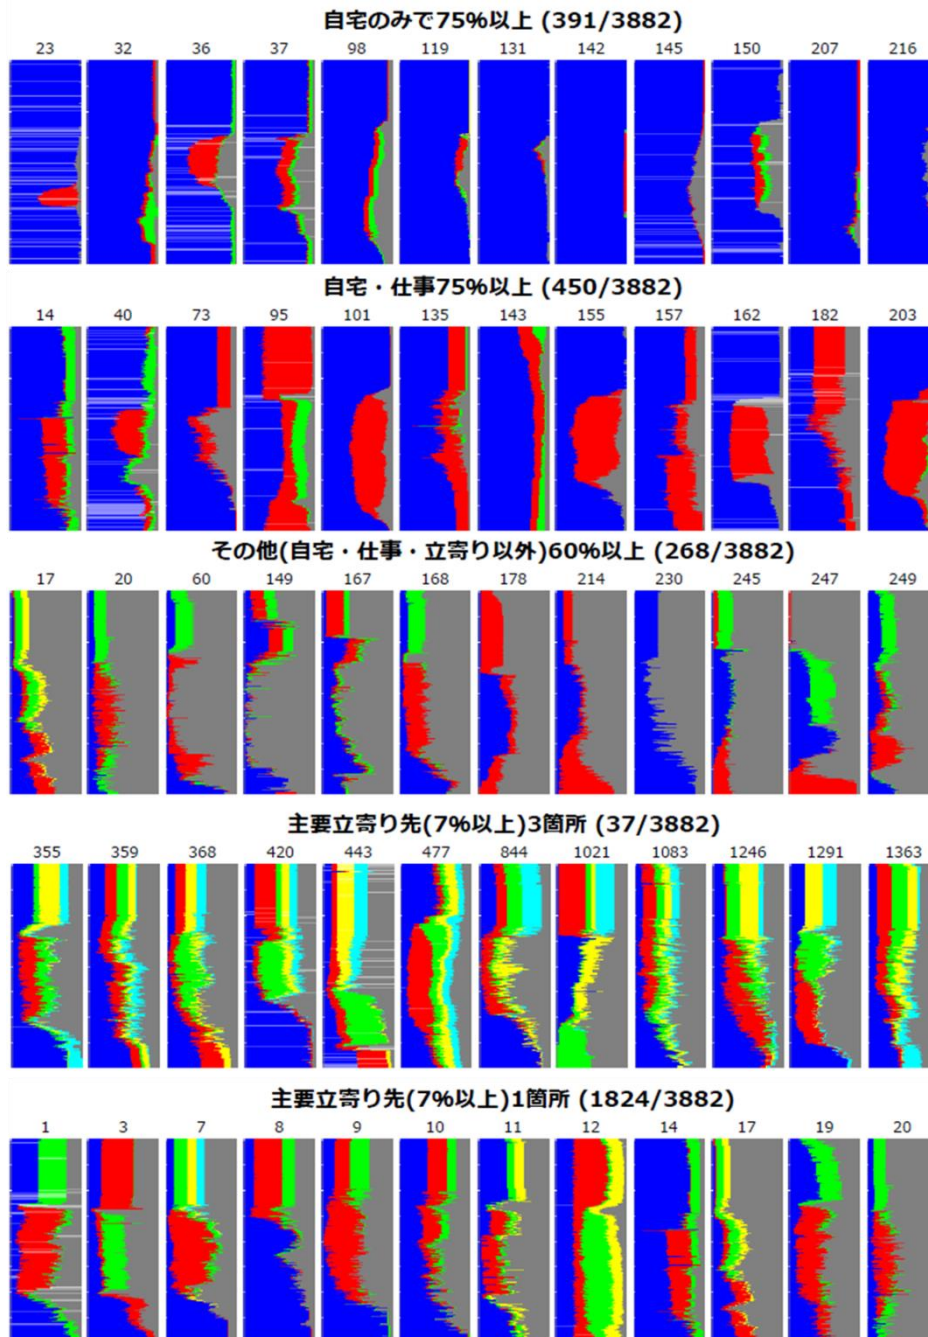 自宅のみで75%以上 (391/3882)
23 32 36 37 98 119 131 142 145 150 207 216
自宅・仕事75%以上 (450/3882)
14 40 73 95 101 135 143 155 157 162 182 203
その他(自宅・仕事・立寄り以外)60%以上 (268/3882)
17 20 60 149 167 168 178 214 230 245 247 249
主要立寄り先(7%以上)3箇所 (37/3882)
355 359 368 420 443 477 844 1021 1083 1246 1291 1363
主要立寄り先(7%以上)1箇所 (1824/3882)
1 3 7 8 9 10 11 12 14 17 19 20